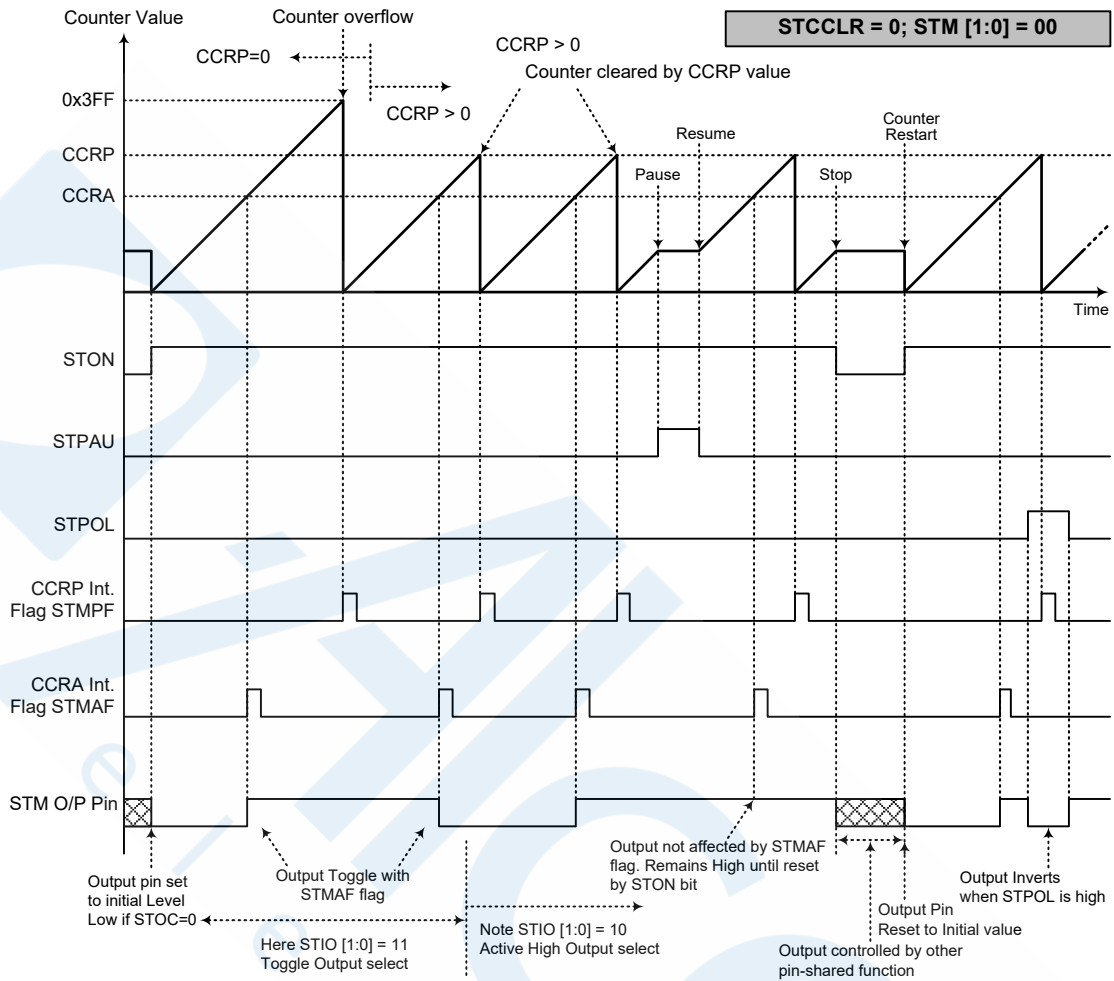 Counter Value
Counter overflow
STCCLR = 0; STM [1:0] = 00
CCRP=0
CCRP > 0
CCRP > 0
Counter cleared by CCRP value
0x3FF
CCRP
CCRA
Pause
Resume
Stop
Counter
Restart
Time
STON
STPAU
STPOL
CCRP Int.
Flag STMPF
CCRA Int.
Flag STMAF
STM O/P Pin
Output pin set
to initial Level
Low if STOC=0
Output Toggle with
STMAF flag
Here STIO [1:0] = 11
Toggle Output select
Note STIO [1:0] = 10
Active High Output select
Output not affected by STMAF
flag. Remains High until reset
by STON bit
Output controlled by other
pin-shared function
Output Pin
Reset to Initial value
Output Inverts
when STPOL is high